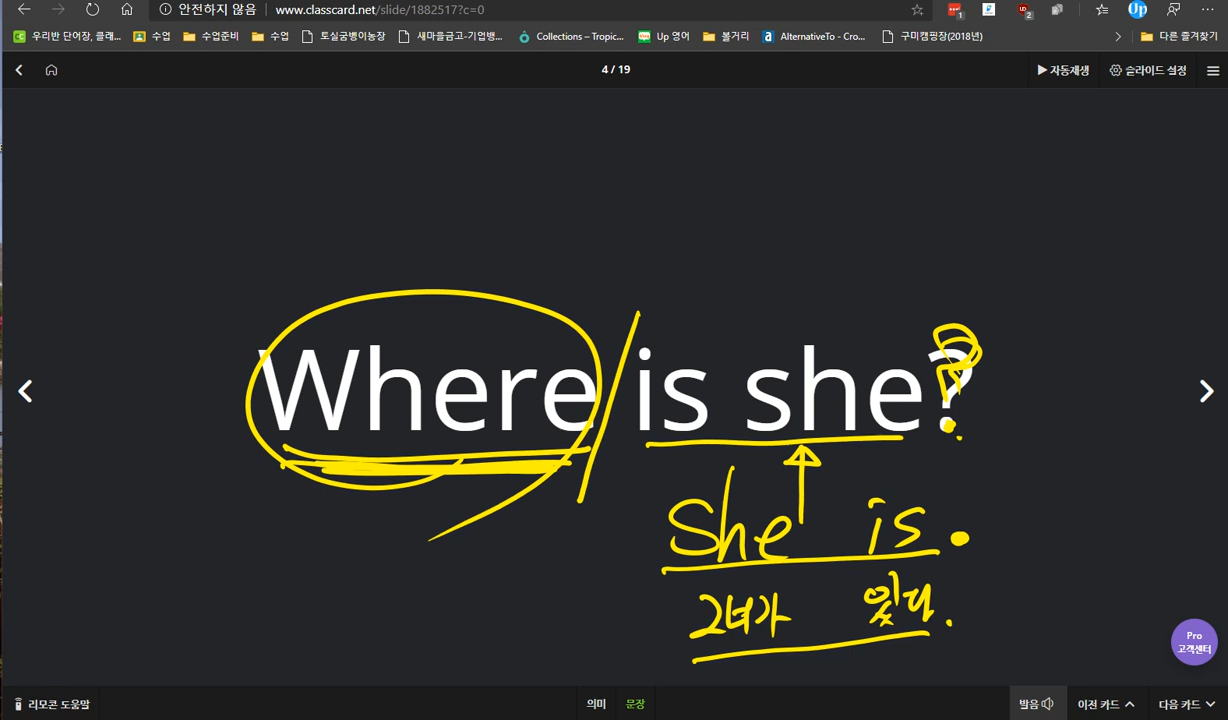 안전하지 않음 www.classcard.net/slide/1882517?c=0
우리반 단어장, 클래... 수업 수업준비 수업 토실굼벵이농장 새마을금고-기업뱅... Collections – Tropic... Up 영어 볼거리 AlternativeTo - Cro... 구미캠핑장(2018년) 다른 즐겨찾기
4 / 19 자동재생 슬라이드 설정
Where / is she?
She is.
그녀가 있다.
Pro
고객센터
리모콘 도움말 의미 문장 발음 이전 카드 다음 카드